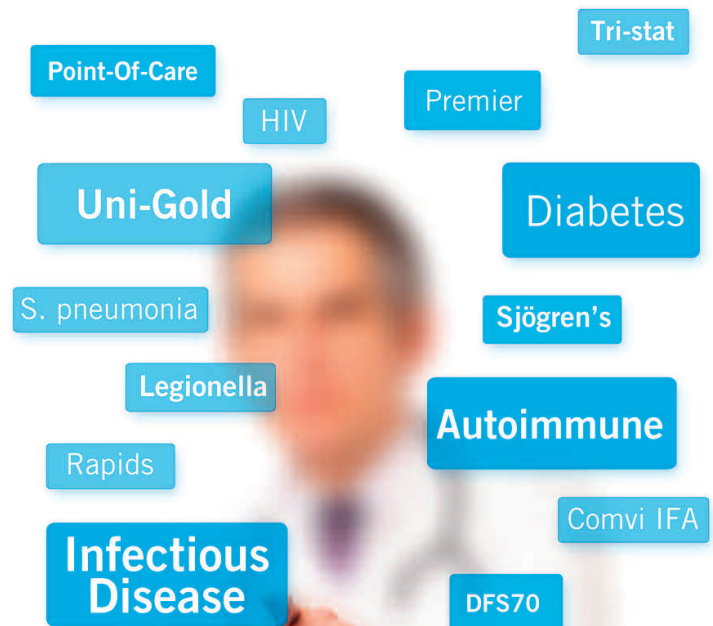 Tri-stat
Point-Of-Care
Premier
HIV
Uni-Gold
Diabetes
S. pneumonia
Sjögren's
Legionella
Autoimmune
Rapids
Comvi IFA
Infectious
Disease
DFS70